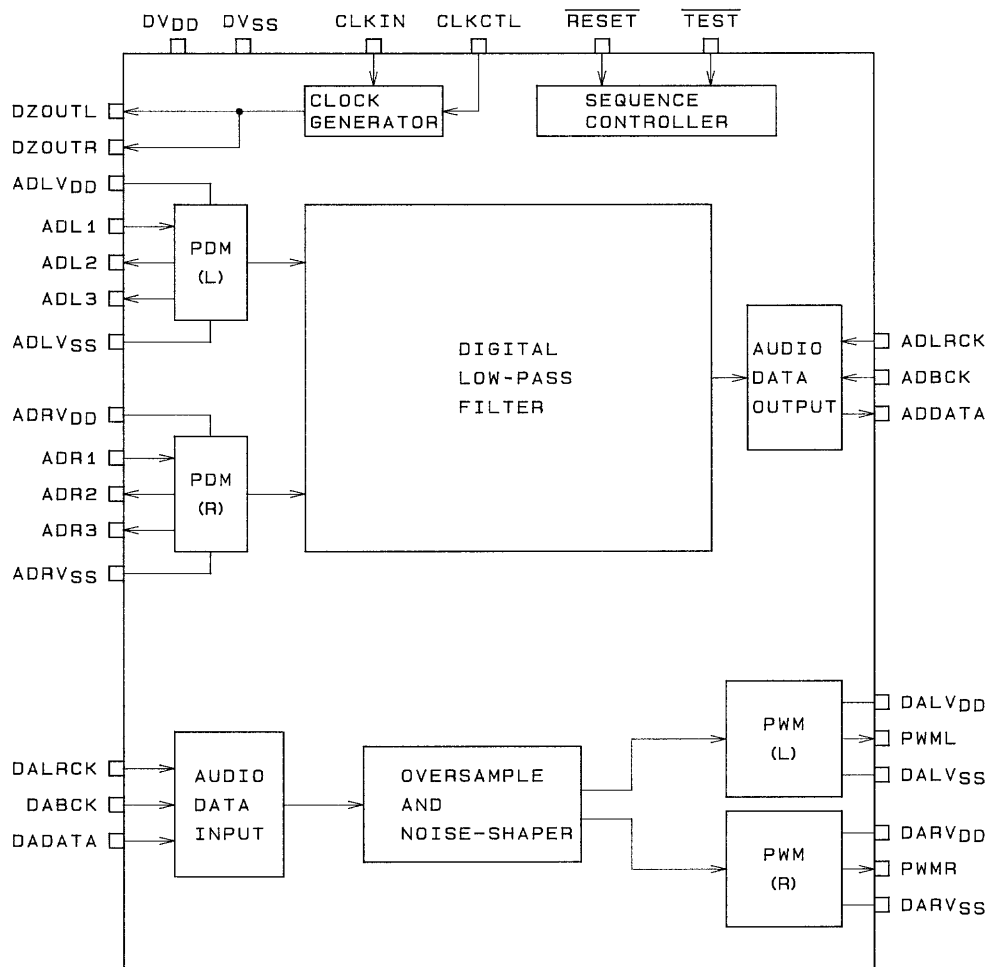 DVDD DVSS CLKIN CLKCTL RESET TEST
DZOUTL
DZOUTR
CLOCK
GENERATOR
SEQUENCE
CONTROLLER
ADLVDD
ADL1
ADL2
ADL3
ADLVSS
PDM
(L)
ADRVDD
ADR1
ADR2
ADR3
ADRVSS
PDM
(R)
DIGITAL
LOW-PASS
FILTER
AUDIO
DATA
OUTPUT
ADLRCK
ADBCK
ADDATA
DALRCK
DABCK
DADATA
AUDIO
DATA
INPUT
OVERSAMPLE
AND
NOISE-SHAPER
PWM
(L)
DALVDD
PWML
DALVSS
PWM
(R)
DARVDD
PWMR
DARVSS